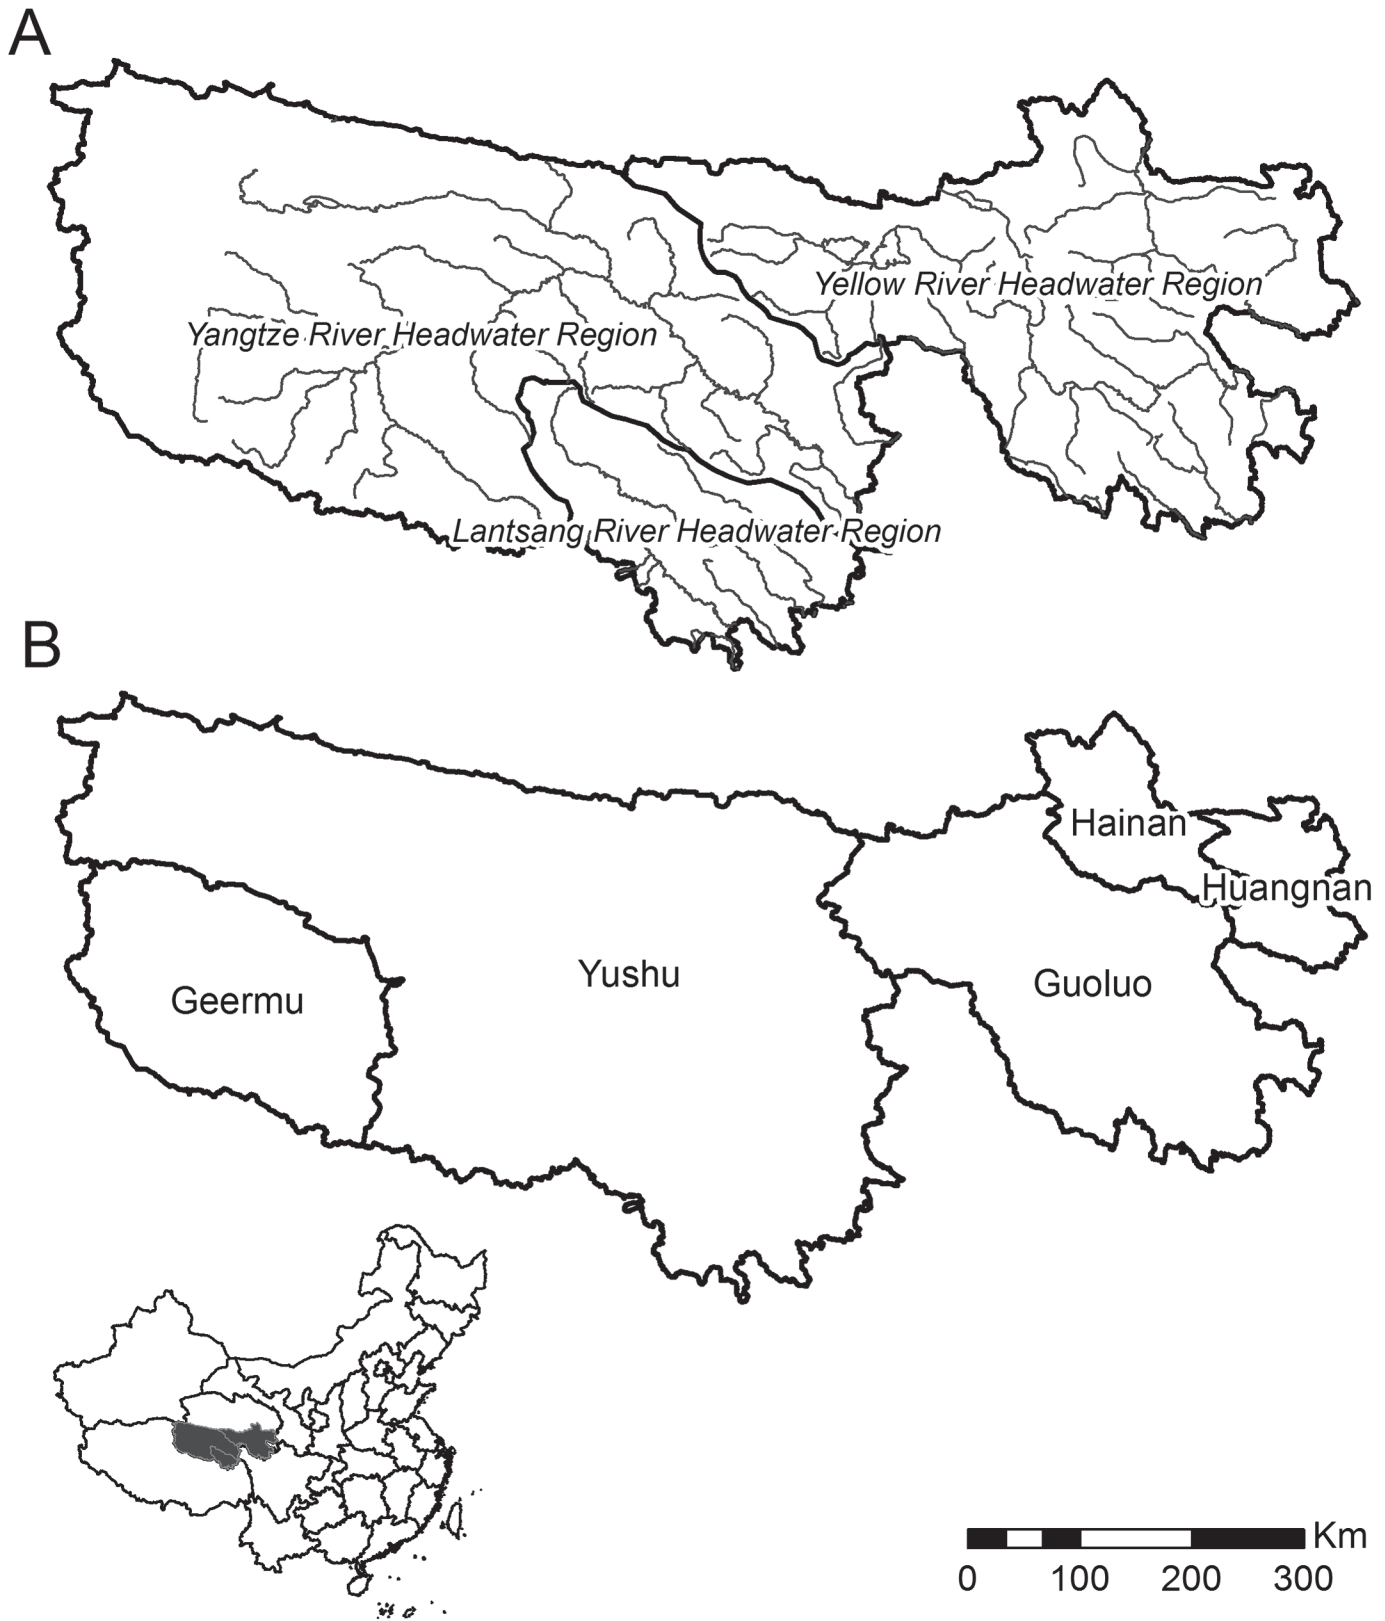 A
Yellow River Headwater Region
Yangtze River Headwater Region
Lantsang River Headwater Region
B
Hainan
Huangnan
Yushu
Guoluo
Geermu
Km
0 100 200 300